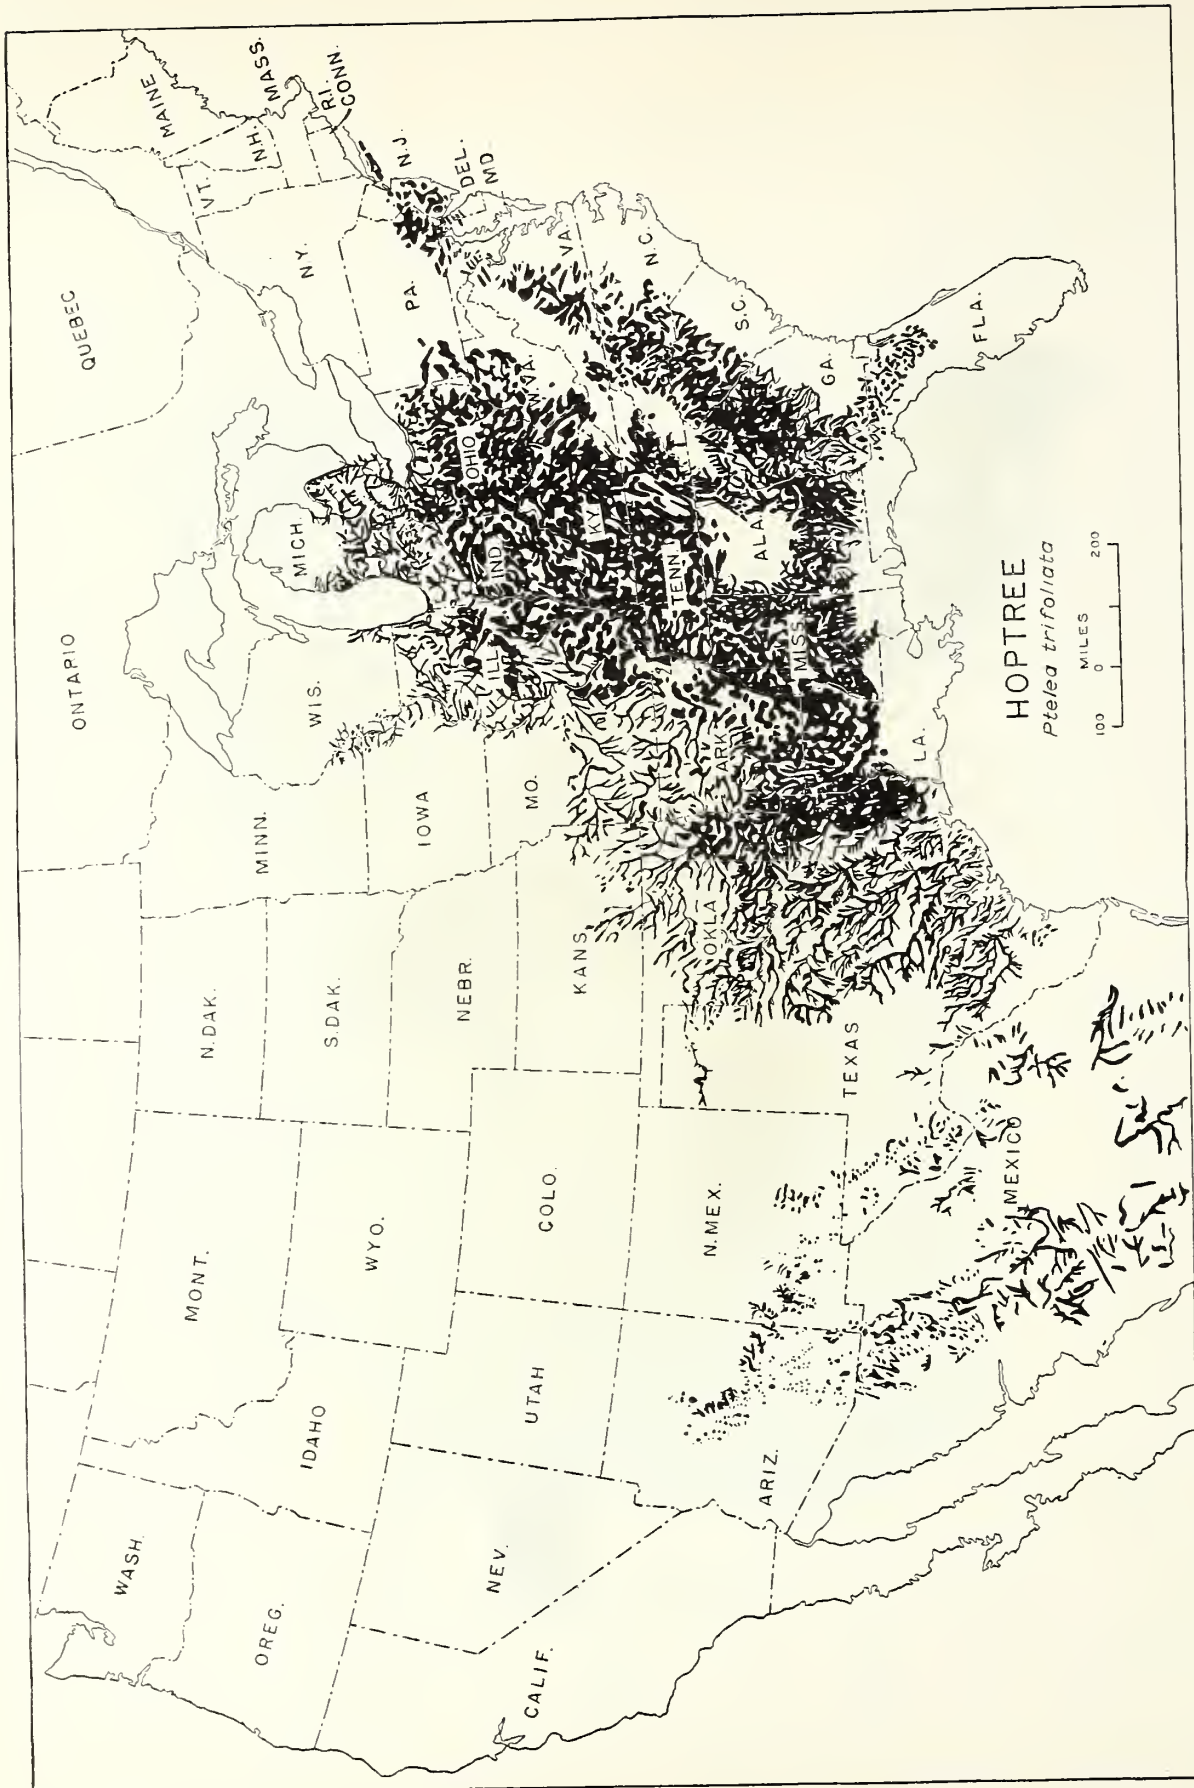 HOPTREE
Ptelea trifoliata
MILES
100 0 200
WASH.
OREG.
CALIF.
IDAHO
NEV.
MONT.
WYO.
UTAH
ARIZ.
COLO.
N.MEX.
N.DAK.
S.DAK.
NEBR.
KANS.
OKLA
TEXAS
MEXICO
MINN.
IOWA
MO.
ARK
LA.
WIS.
ILL
MICH.
IND
OHIO
KY
TENN
MISS.
ALA.
GA.
FLA.
S.C.
N.C.
VA.
W.VA.
PA.
N.Y.
VT.
N.H.
MAINE
MASS.
R.I.
CONN.
N.J.
DEL.
MD
ONTARIO
QUEBEC